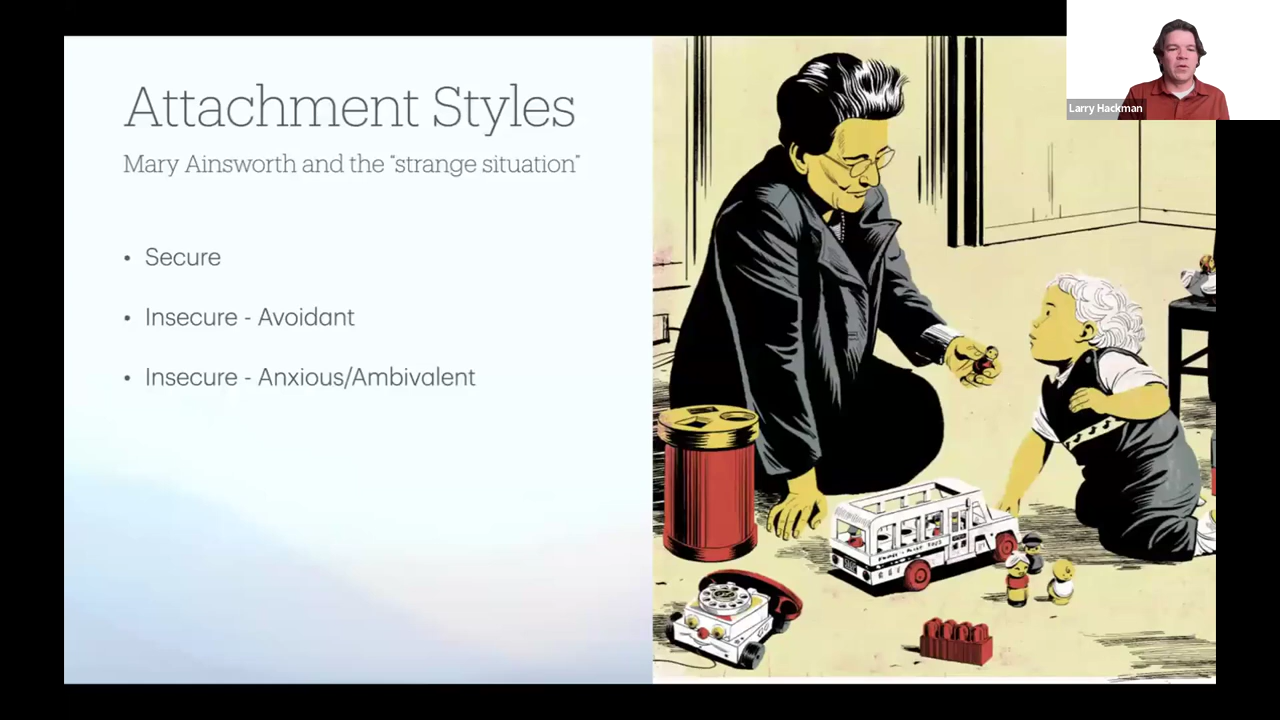 Attachment Styles
Mary Ainsworth and the “strange situation”
• Secure
• Insecure - Avoidant
• Insecure - Anxious/Ambivalent
Larry Hackman